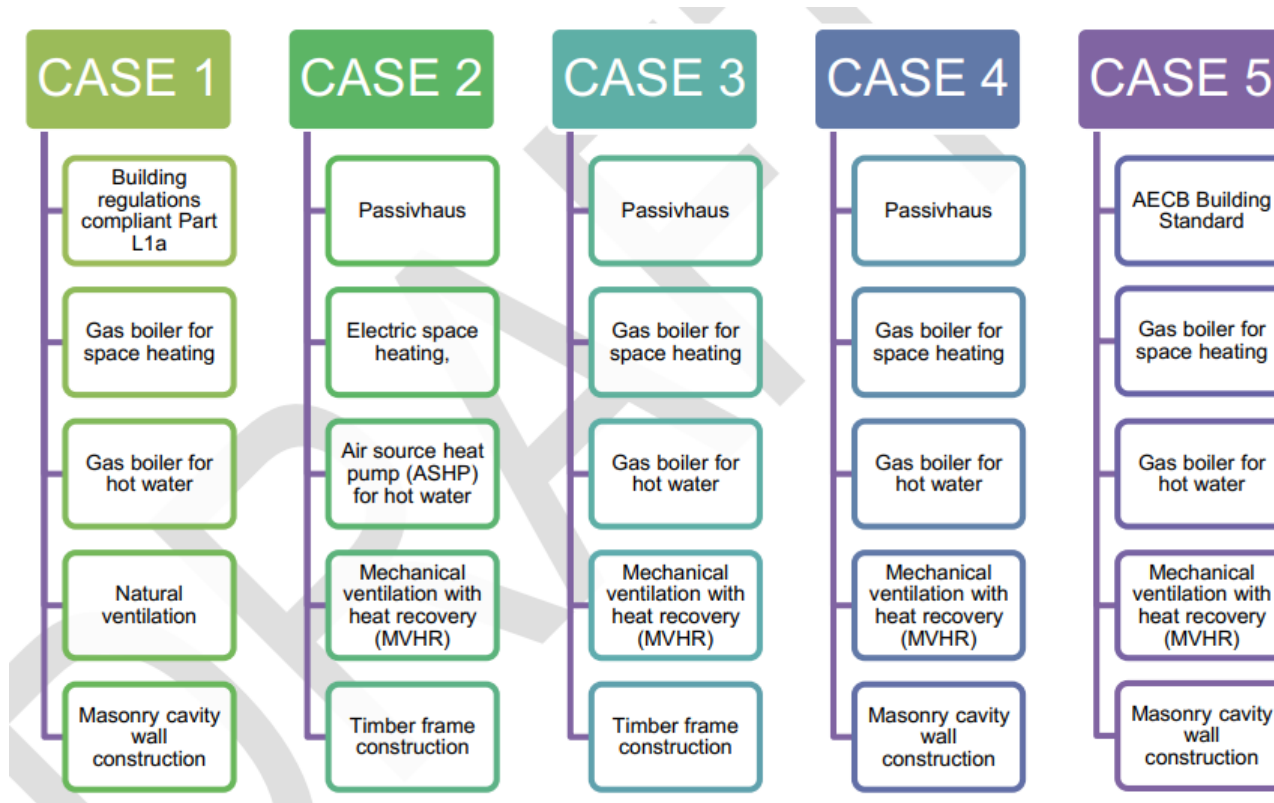 CASE 1
Building
regulations
compliant Part
L1a
Gas boiler for
space heating
Gas boiler for
hot water
Natural
ventilation
Masonry cavity
wall
construction
CASE 2
Passivhaus
Electric space
heating,
Air source heat
pump (ASHP)
for hot water
Mechanical
ventilation with
heat recovery
(MVHR)
Timber frame
construction
CASE 3
Passivhaus
Gas boiler for
space heating
Gas boiler for
hot water
Mechanical
ventilation with
heat recovery
(MVHR)
Timber frame
construction
CASE 4
Passivhaus
Gas boiler for
space heating
Gas boiler for
hot water
Mechanical
ventilation with
heat recovery
(MVHR)
Masonry cavity
wall
construction
CASE 5
AECB Building
Standard
Gas boiler for
space heating
Gas boiler for
hot water
Mechanical
ventilation with
heat recovery
(MVHR)
Masonry cavity
wall
construction
DRAFT